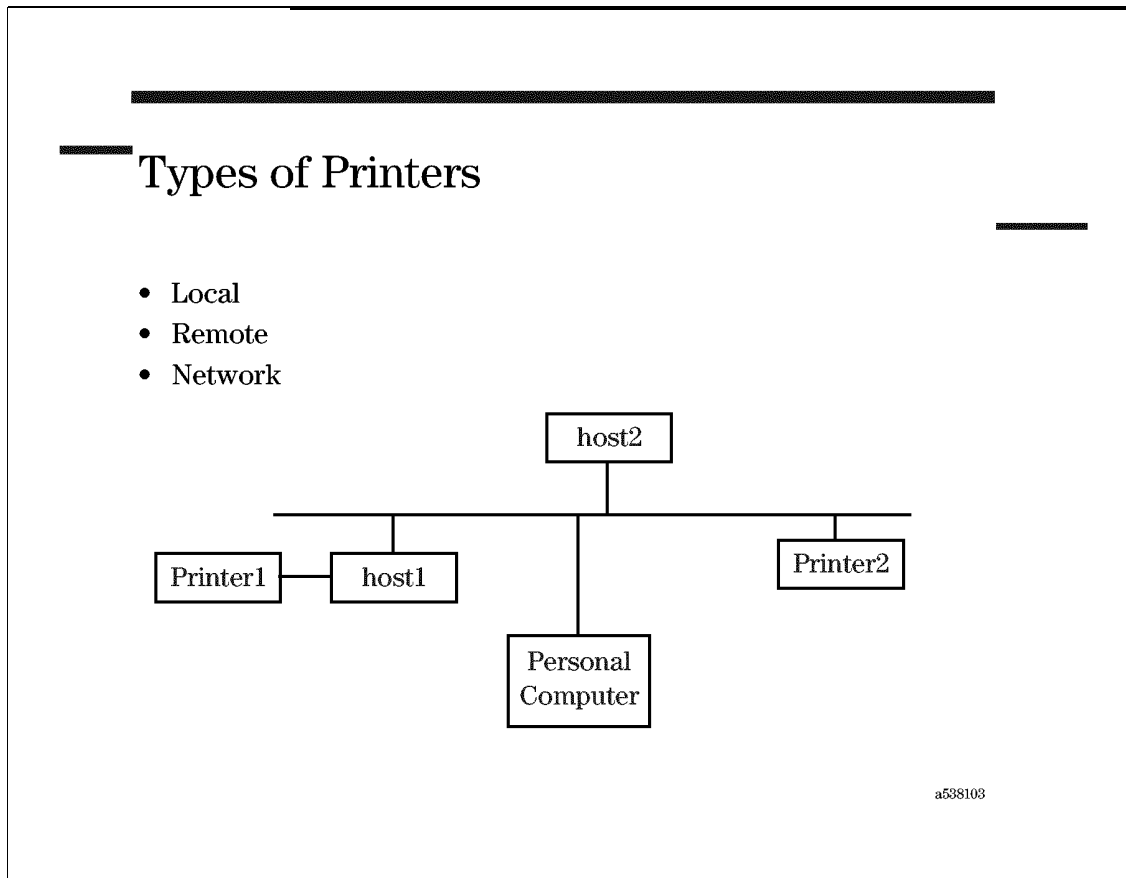 Types of Printers
• Local
• Remote
• Network
host2
Printer1
host1
Printer2
Personal
Computer
a538103